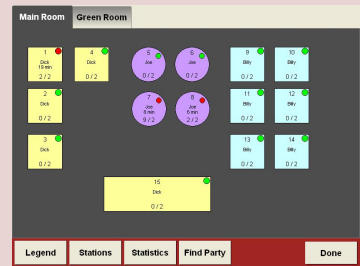 Main Room Green Room
1
Dick
19 min
2 / 2
4
Dick
0 / 2
5
Joe
0 / 2
6
Joe
0 / 2
9
Billy
0 / 2
10
Billy
0 / 2
2
Dick
0 / 2
7
Joe
8 min
9 / 2
8
Joe
6 min
2 / 2
11
Billy
0 / 2
12
Billy
0 / 2
3
Dick
0 / 2
13
Billy
0 / 2
14
Billy
0 / 2
15
Dick
0 / 2
Legend Stations Statistics Find Party Done